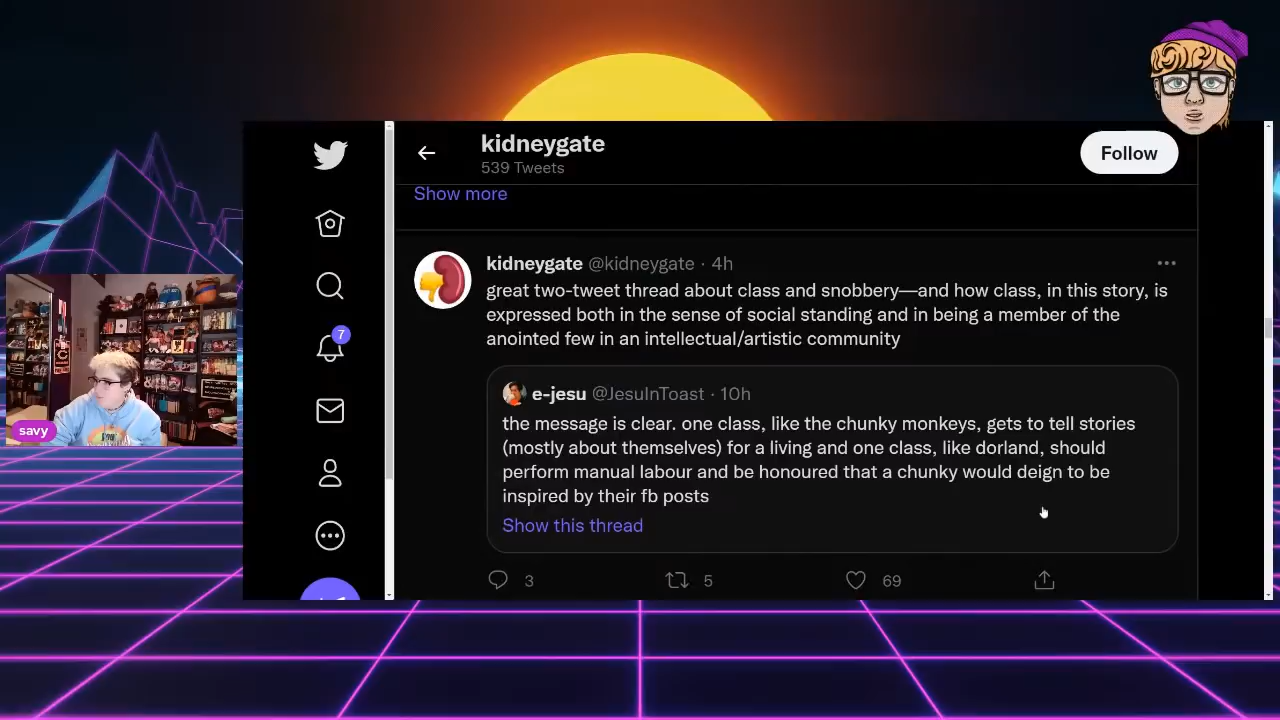 kidneygate
539 Tweets
Follow
Show more
7
kidneygate @kidneygate · 4h
great two-tweet thread about class and snobbery—and how class, in this story, is
expressed both in the sense of social standing and in being a member of the
anointed few in an intellectual/artistic community
e-jesu @JesuInToast · 10h
the message is clear. one class, like the chunky monkeys, gets to tell stories
(mostly about themselves) for a living and one class, like dorland, should
perform manual labour and be honoured that a chunky would deign to be
inspired by their fb posts
Show this thread
3 5 69
savy